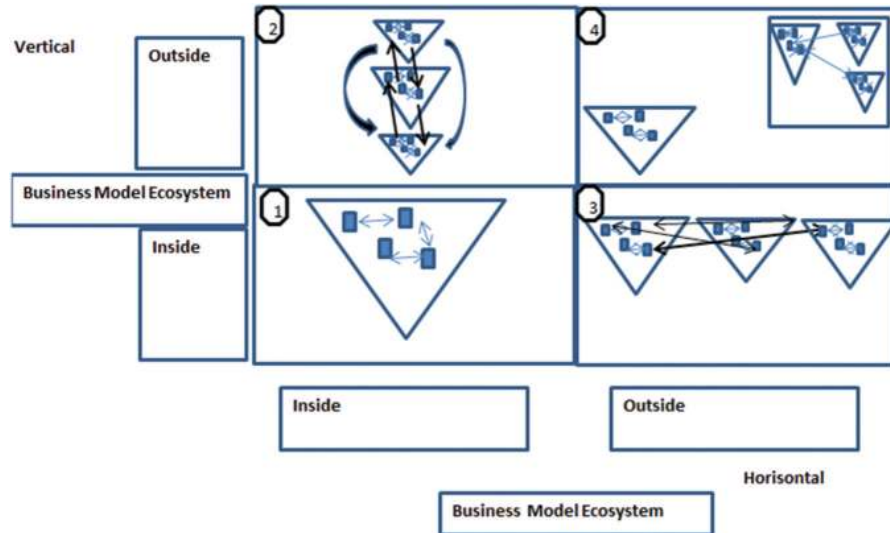 Vertical
Outside
2
4
Business Model Ecosystem
1
3
Inside
Inside
Outside
Horisontal
Business Model Ecosystem